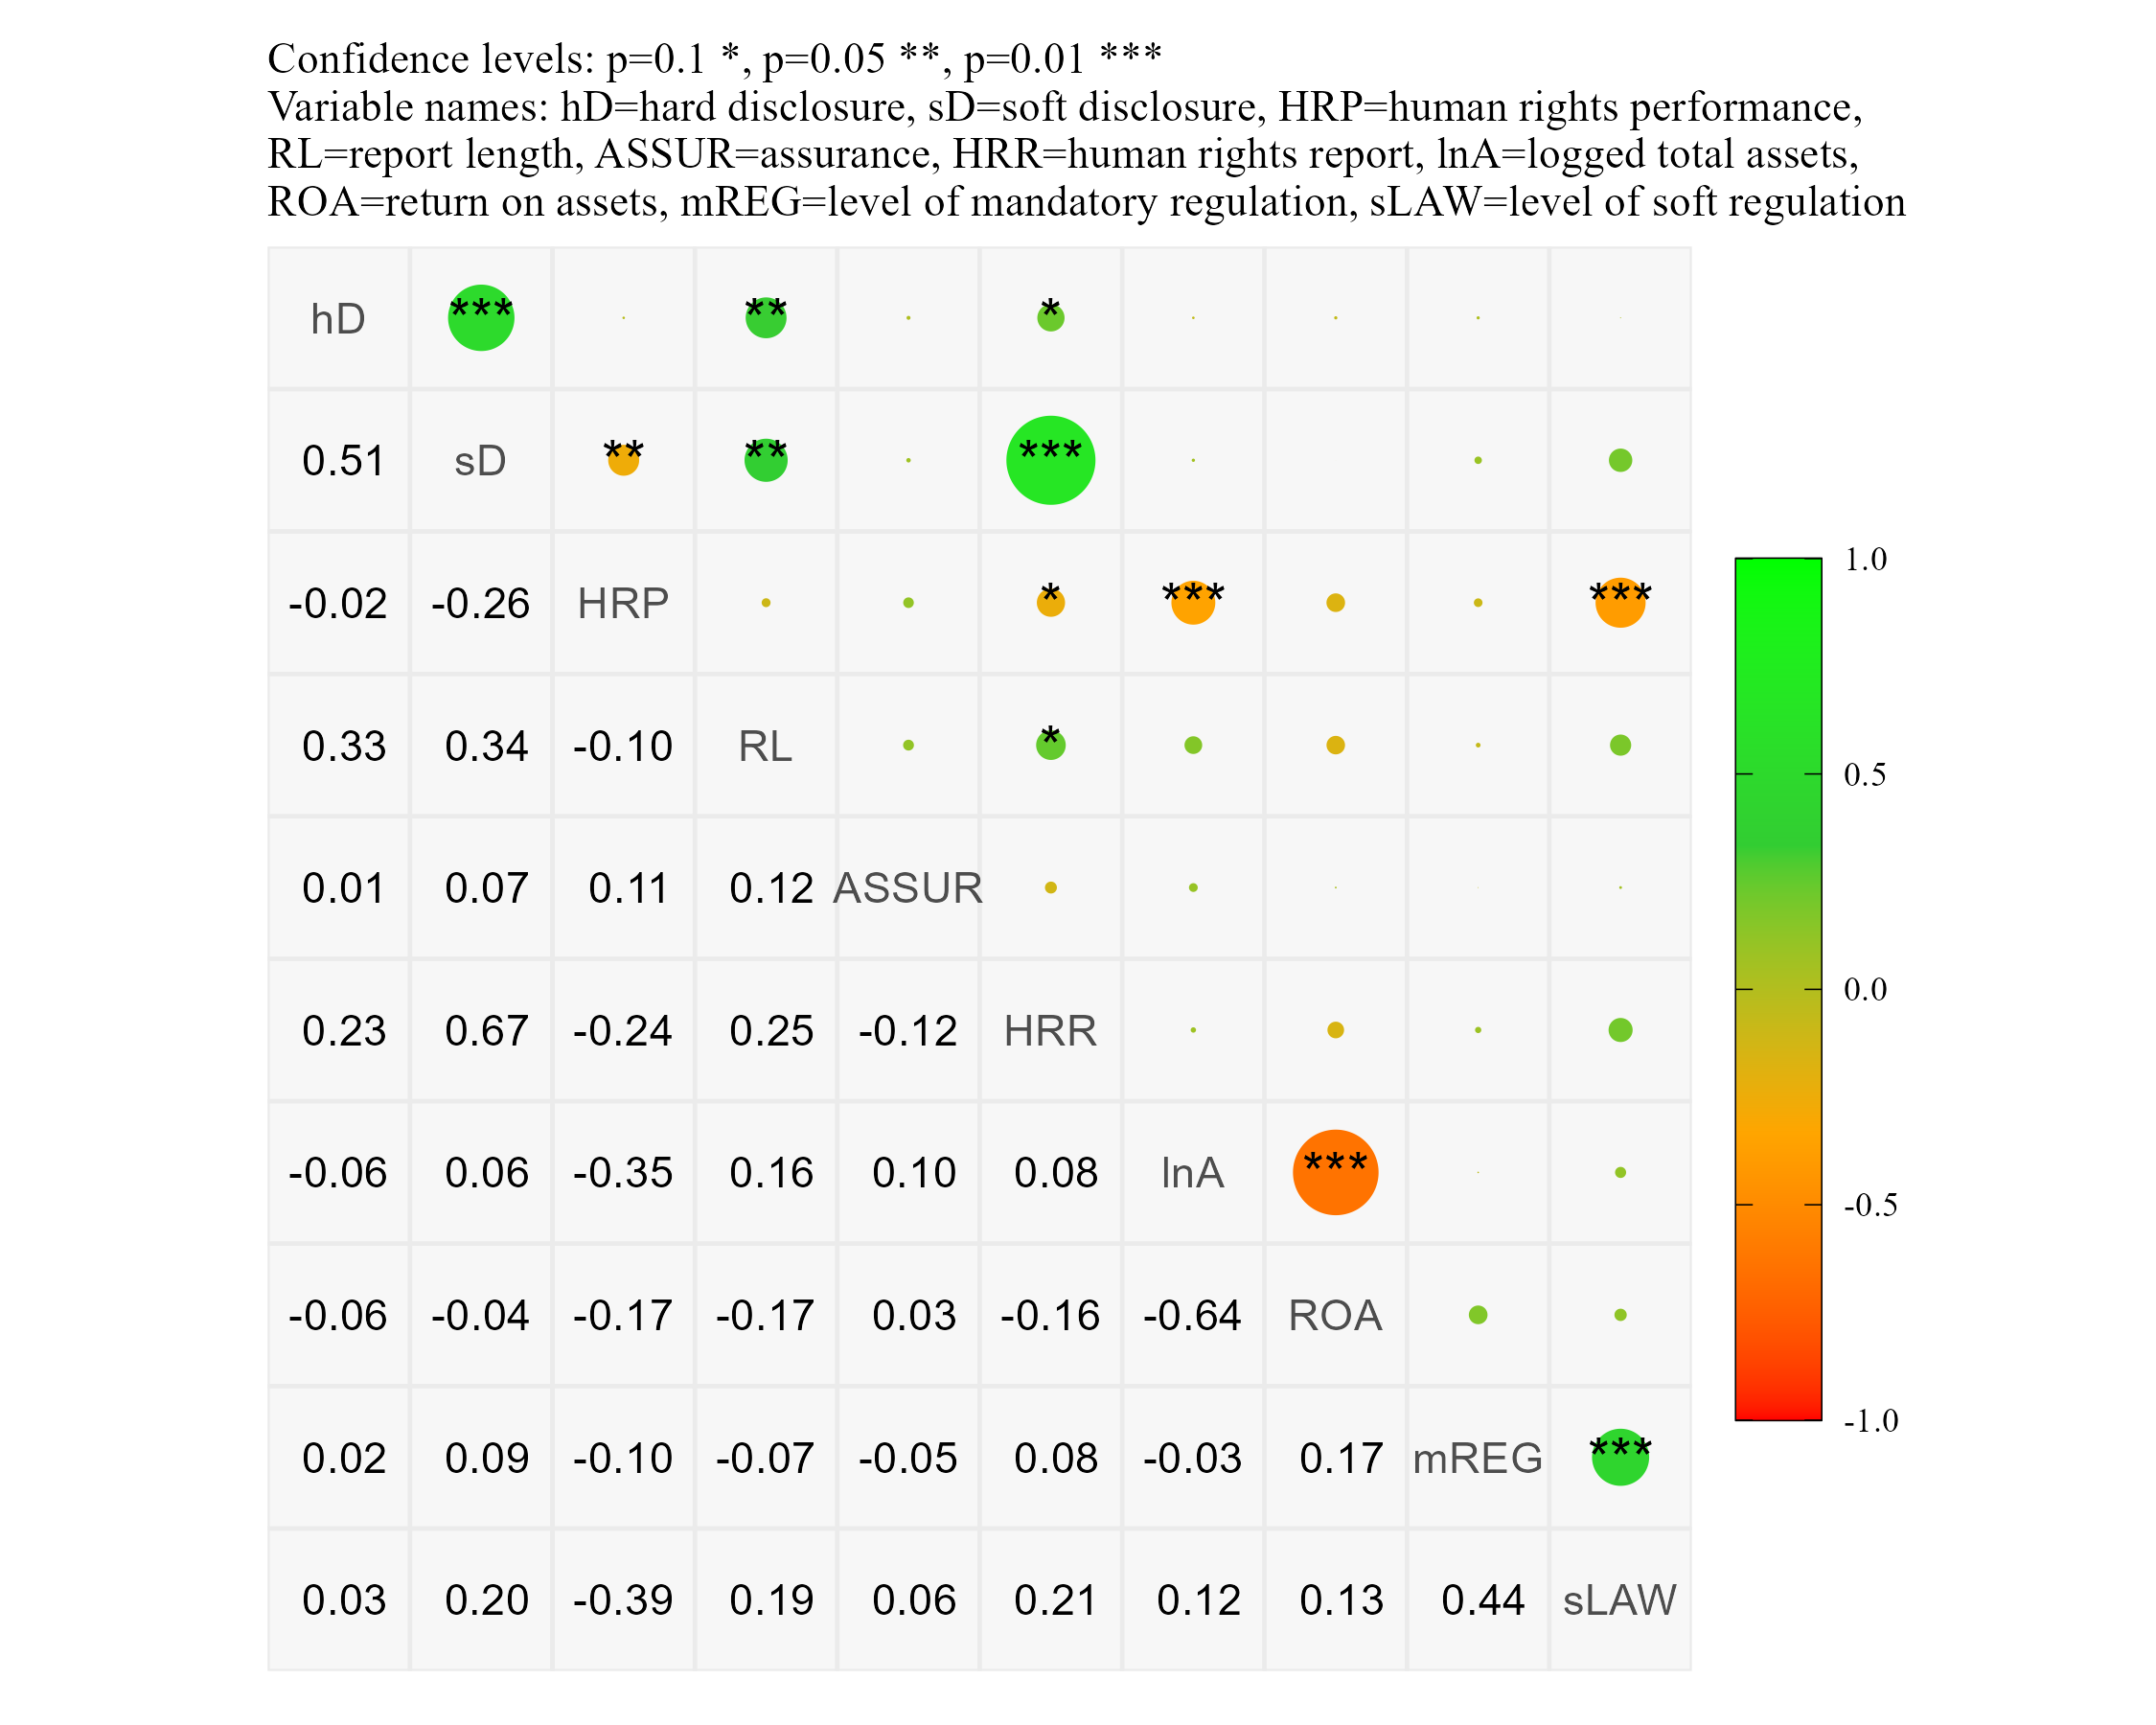 Confidence levels: p=0.1 *, p=0.05 **, p=0.01 ***
Variable names: hD=hard disclosure, sD=soft disclosure, HRP=human rights performance,
RL=report length, ASSUR=assurance, HRR=human rights report, lnA=logged total assets,
ROA=return on assets, mREG=level of mandatory regulation, sLAW=level of soft regulation
hD *** ** *
0.51 sD ** ** ***
-0.02 -0.26 HRP * *** ***
0.33 0.34 -0.10 RL *
0.01 0.07 0.11 0.12 ASSUR
0.23 0.67 -0.24 0.25 -0.12 HRR
-0.06 0.06 -0.35 0.16 0.10 0.08 lnA ***
-0.06 -0.04 -0.17 -0.17 0.03 -0.16 -0.64 ROA
0.02 0.09 -0.10 -0.07 -0.05 0.08 -0.03 0.17 mREG ***
0.03 0.20 -0.39 0.19 0.06 0.21 0.12 0.13 0.44 sLAW
1.0
0.5
0.0
-0.5
-1.0